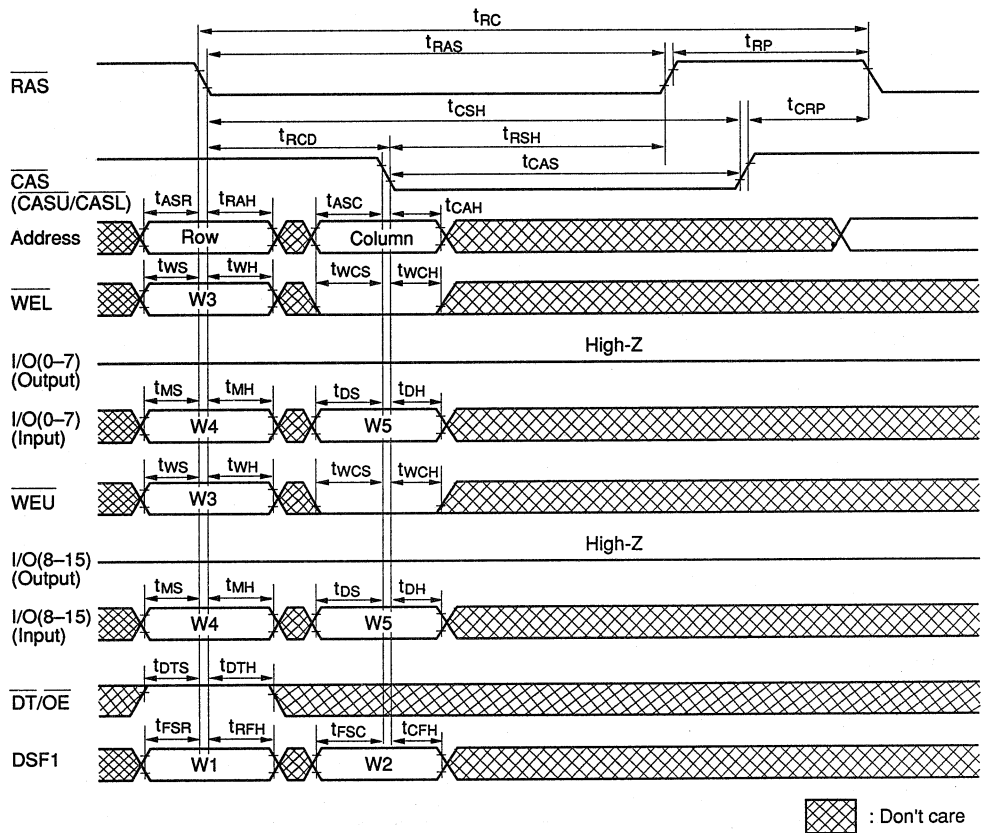 tRC
tRAS
tRP
RAS
tCSH
tCRP
tRCD
tRSH
tCAS
CAS
(CASU/CASL)
tASR
tRAH
tASC
tCAH
Address
Row
Column
tWS
tWH
tWCS
tWCH
WEL
W3
High-Z
I/O(0–7)
(Output)
tMS
tMH
tDS
tDH
I/O(0–7)
(Input)
W4
W5
tWS
tWH
tWCS
tWCH
WEU
W3
High-Z
I/O(8–15)
(Output)
tMS
tMH
tDS
tDH
I/O(8–15)
(Input)
W4
W5
tDTS
tDTH
DT/OE
tFSR
tRFH
tFSC
tCFH
DSF1
W1
W2
: Don't care